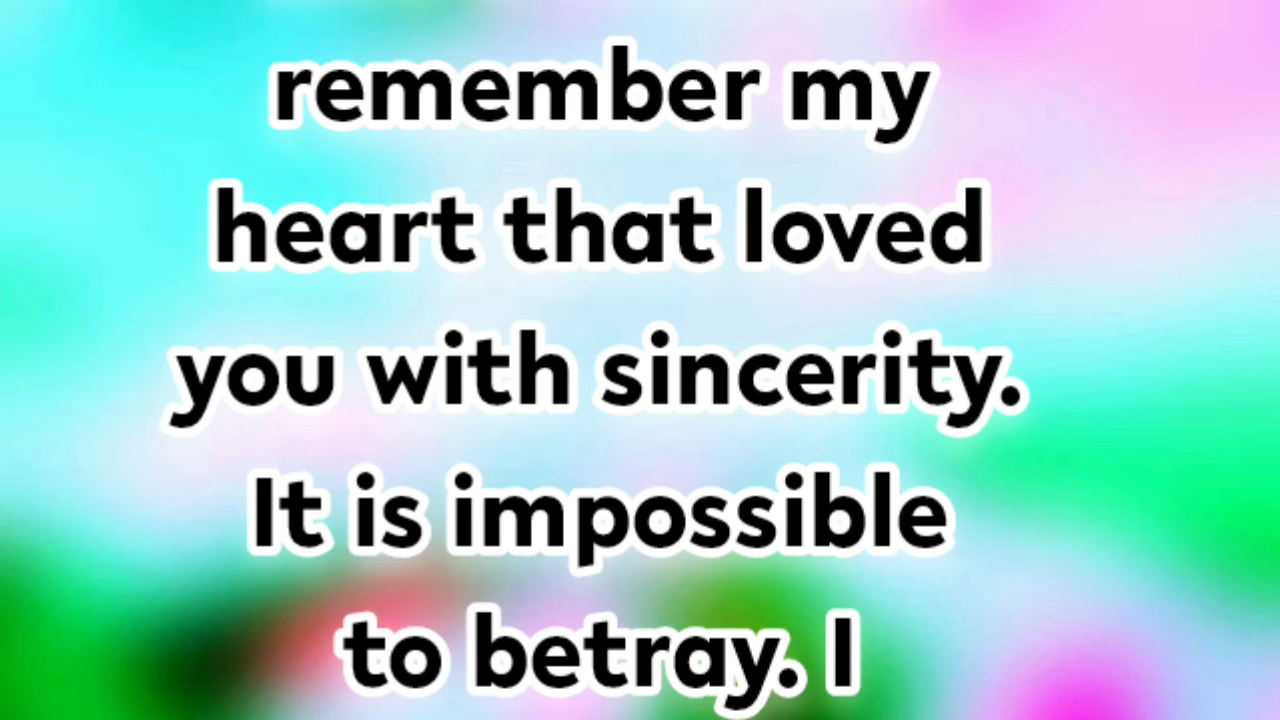 remember my
heart that loved
you with sincerity.
It is impossible
to betray. I